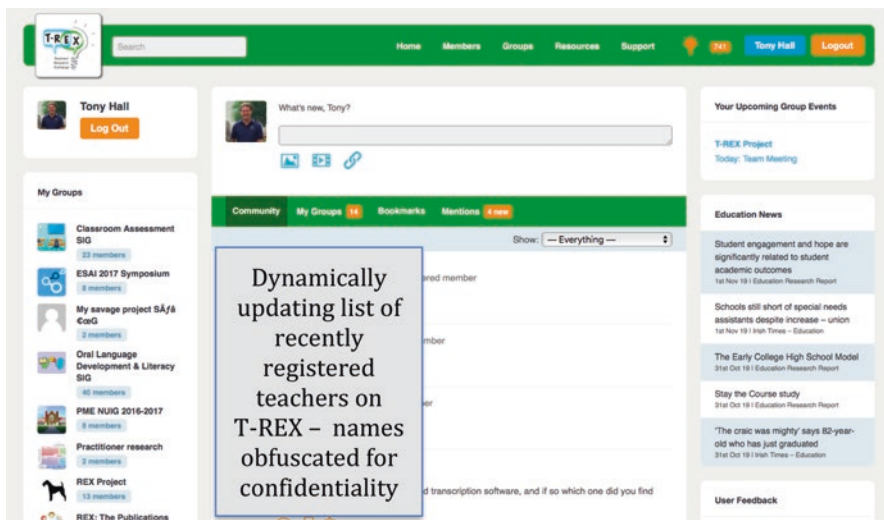 T-REX
Search
Home
Members
Groups
Resources
Support
741
Tony Hall
Logout
Tony Hall
Log Out
My Groups
Classroom Assessment
SIG
23 members
ESAI 2017 Symposium
8 members
My savage project SÃƒâ
€œG
2 members
Oral Language
Development & Literacy
SIG
40 members
PME NUIG 2016-2017
8 members
Practitioner research
2 members
REX Project
13 members
REX: The Publications
What's new, Tony?
Community
My Groups 14
Bookmarks
Mentions 4 new
Show: — Everything —
ered member
mber
er
d transcription software, and if so which one did you find
Dynamically
updating list of
recently
registered
teachers on
T-REX – names
obfuscated for
confidentiality
Your Upcoming Group Events
T-REX Project
Today: Team Meeting
Education News
Student engagement and hope are
significantly related to student
academic outcomes
1st Nov 19 | Education Research Report
Schools still short of special needs
assistants despite increase – union
1st Nov 19 | Irish Times – Education
The Early College High School Model
31st Oct 19 | Education Research Report
Stay the Course study
31st Oct 19 | Education Research Report
'The craic was mighty' says 82-year-
old who has just graduated
31st Oct 19 | Irish Times – Education
User Feedback